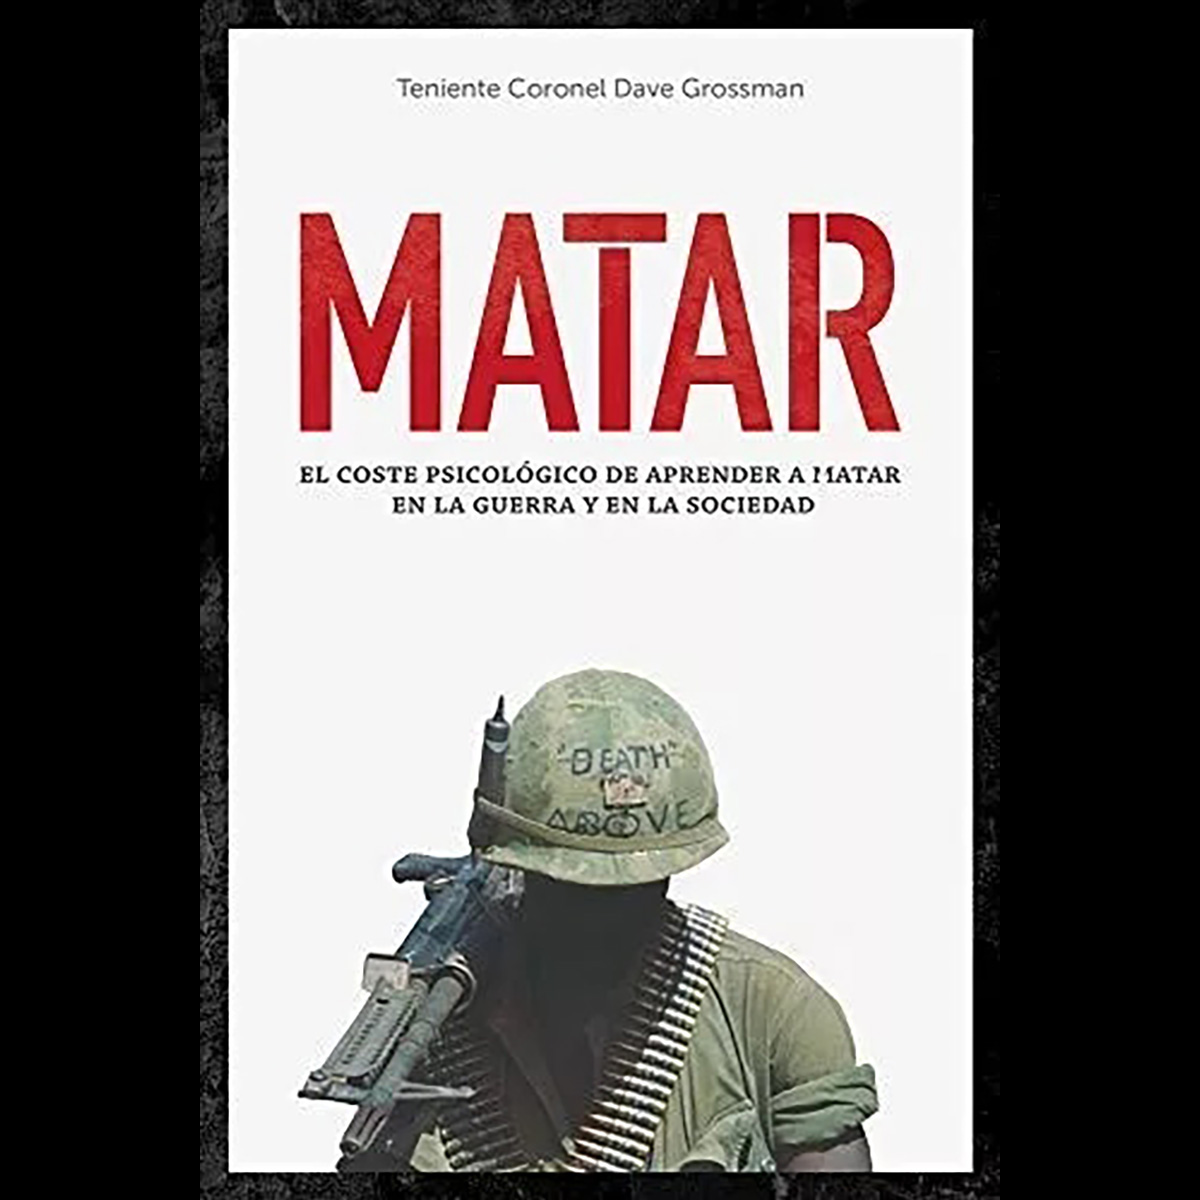 Teniente Coronel Dave Grossman
MATAR
EL COSTE PSICOLÓGICO DE APRENDER A MATAR
EN LA GUERRA Y EN LA SOCIEDAD
"DEATH"
ABOVE